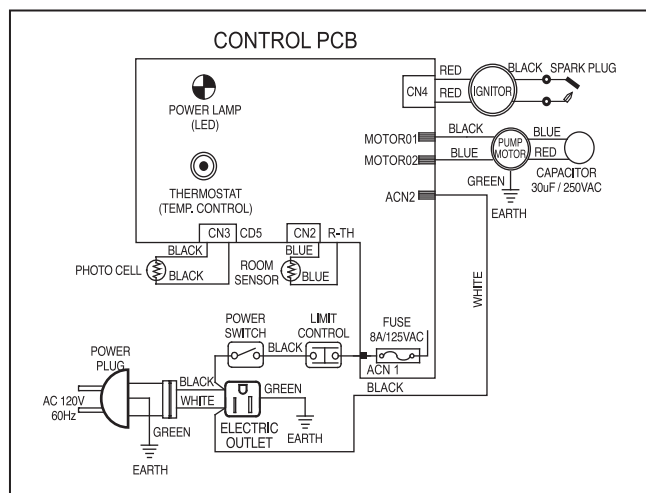 CONTROL PCB
POWER LAMP
(LED)
THERMOSTAT
(TEMP. CONTROL)
CN4
RED
RED
IGNITOR
BLACK
SPARK PLUG
MOTOR01
BLACK
MOTOR02
BLUE
PUMP
MOTOR
BLUE
RED
CAPACITOR
30uF / 250VAC
GREEN
EARTH
ACN2
WHITE
CN3
CD5
BLACK
BLACK
PHOTO CELL
CN2
R-TH
BLUE
BLUE
ROOM
SENSOR
POWER
SWITCH
BLACK
LIMIT
CONTROL
FUSE
8A/125VAC
ACN 1
BLACK
POWER
PLUG
AC 120V
60Hz
BLACK
WHITE
GREEN
EARTH
ELECTRIC
OUTLET
GREEN
EARTH